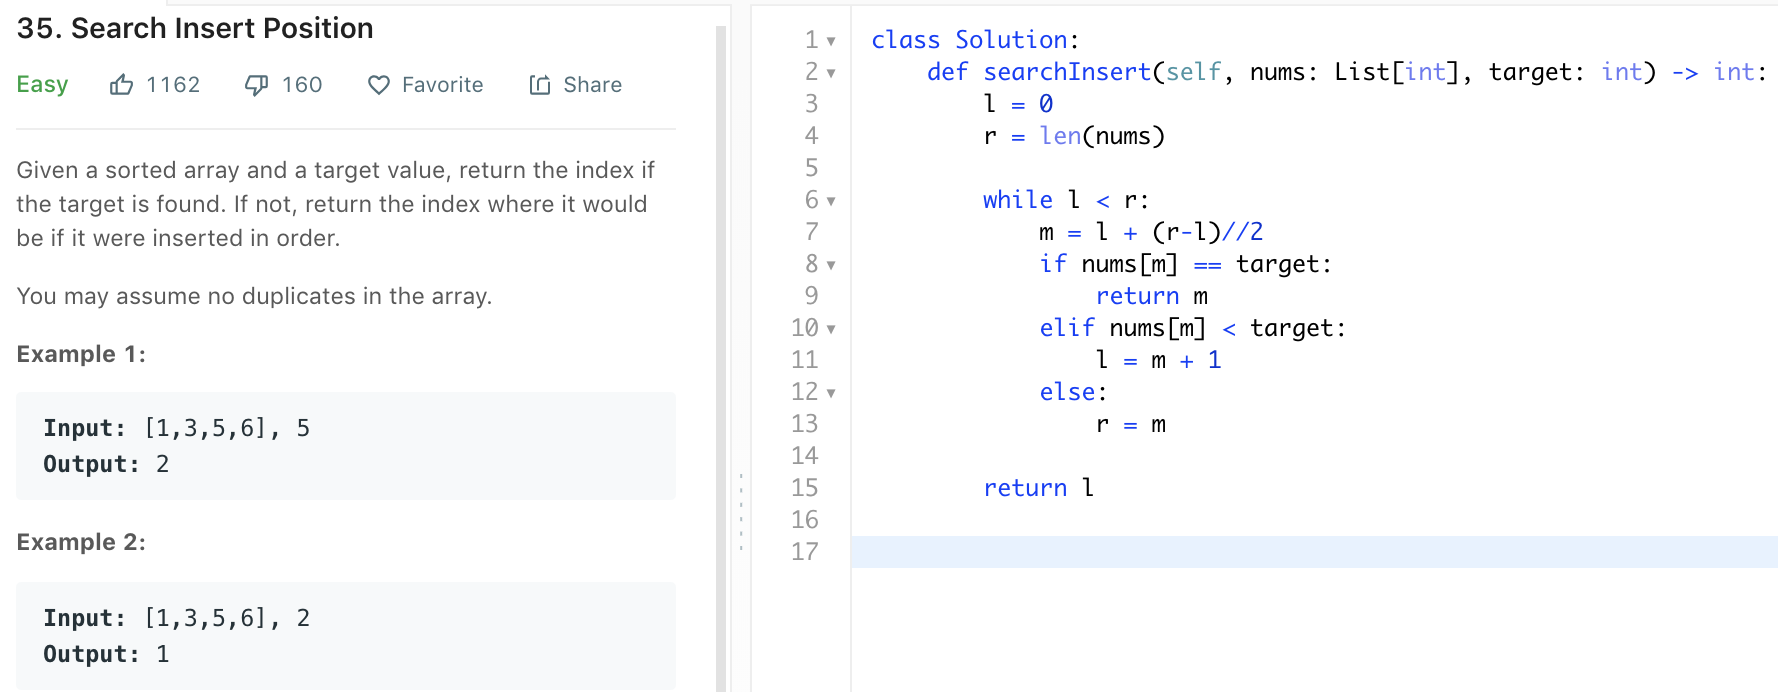 35. Search Insert Position
Easy 1162 160 Favorite Share
Given a sorted array and a target value, return the index if
the target is found. If not, return the index where it would
be if it were inserted in order.
You may assume no duplicates in the array.
Example 1:
Input: [1,3,5,6], 5
Output: 2
Example 2:
Input: [1,3,5,6], 2
Output: 1
1 class Solution:
2     def searchInsert(self, nums: List[int], target: int) -> int:
3         l = 0
4         r = len(nums)
5
6         while l < r:
7             m = l + (r-l)//2
8             if nums[m] == target:
9                 return m
10             elif nums[m] < target:
11                 l = m + 1
12             else:
13                 r = m
14
15         return l
16
17